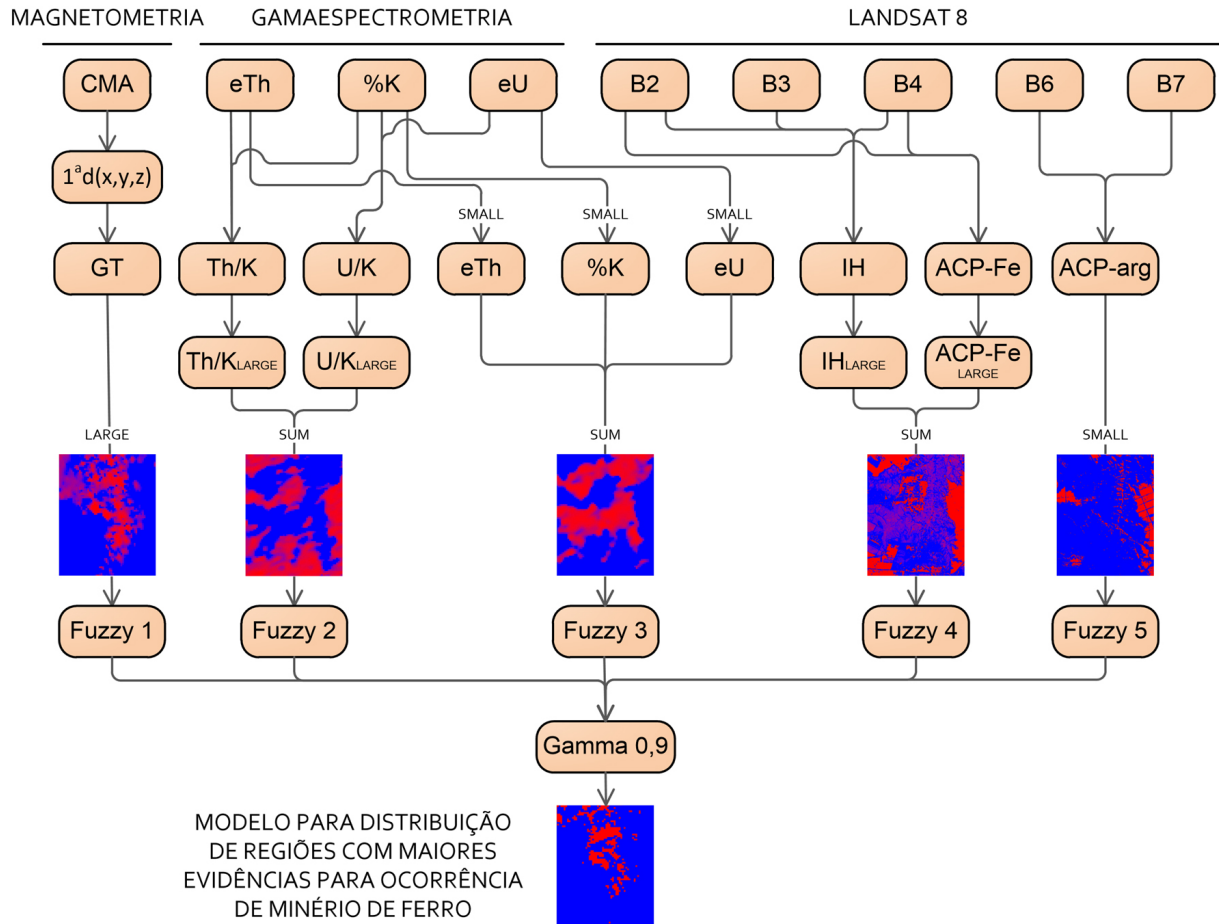 MAGNETOMETRIA
GAMAESPECTROMETRIA
LANDSAT 8
CMA
eTh
%K
eU
B2
B3
B4
B6
B7
1ªd(x,y,z)
SMALL
SMALL
SMALL
GT
Th/K
U/K
eTh
%K
eU
IH
ACP-Fe
ACP-arg
Th/KLARGE
U/KLARGE
IHLARGE
ACP-Fe
LARGE
LARGE
SUM
SUM
SUM
SMALL
Fuzzy 1
Fuzzy 2
Fuzzy 3
Fuzzy 4
Fuzzy 5
Gamma 0,9
MODELO PARA DISTRIBUIÇÃO
DE REGIÕES COM MAIORES
EVIDÊNCIAS PARA OCORRÊNCIA
DE MINÉRIO DE FERRO